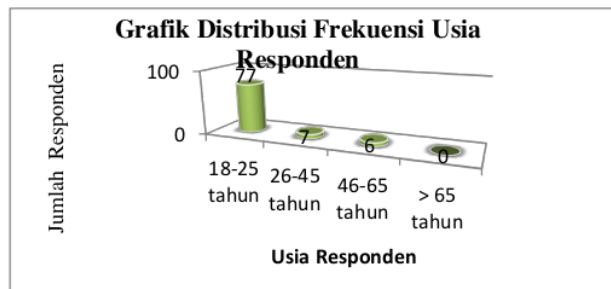 Grafik Distribusi Frekuensi Usia
Responden
Jumlah Responden
100
0
77
7
6
0
18-25
tahun
26-45
tahun
46-65
tahun
> 65
tahun
Usia Responden